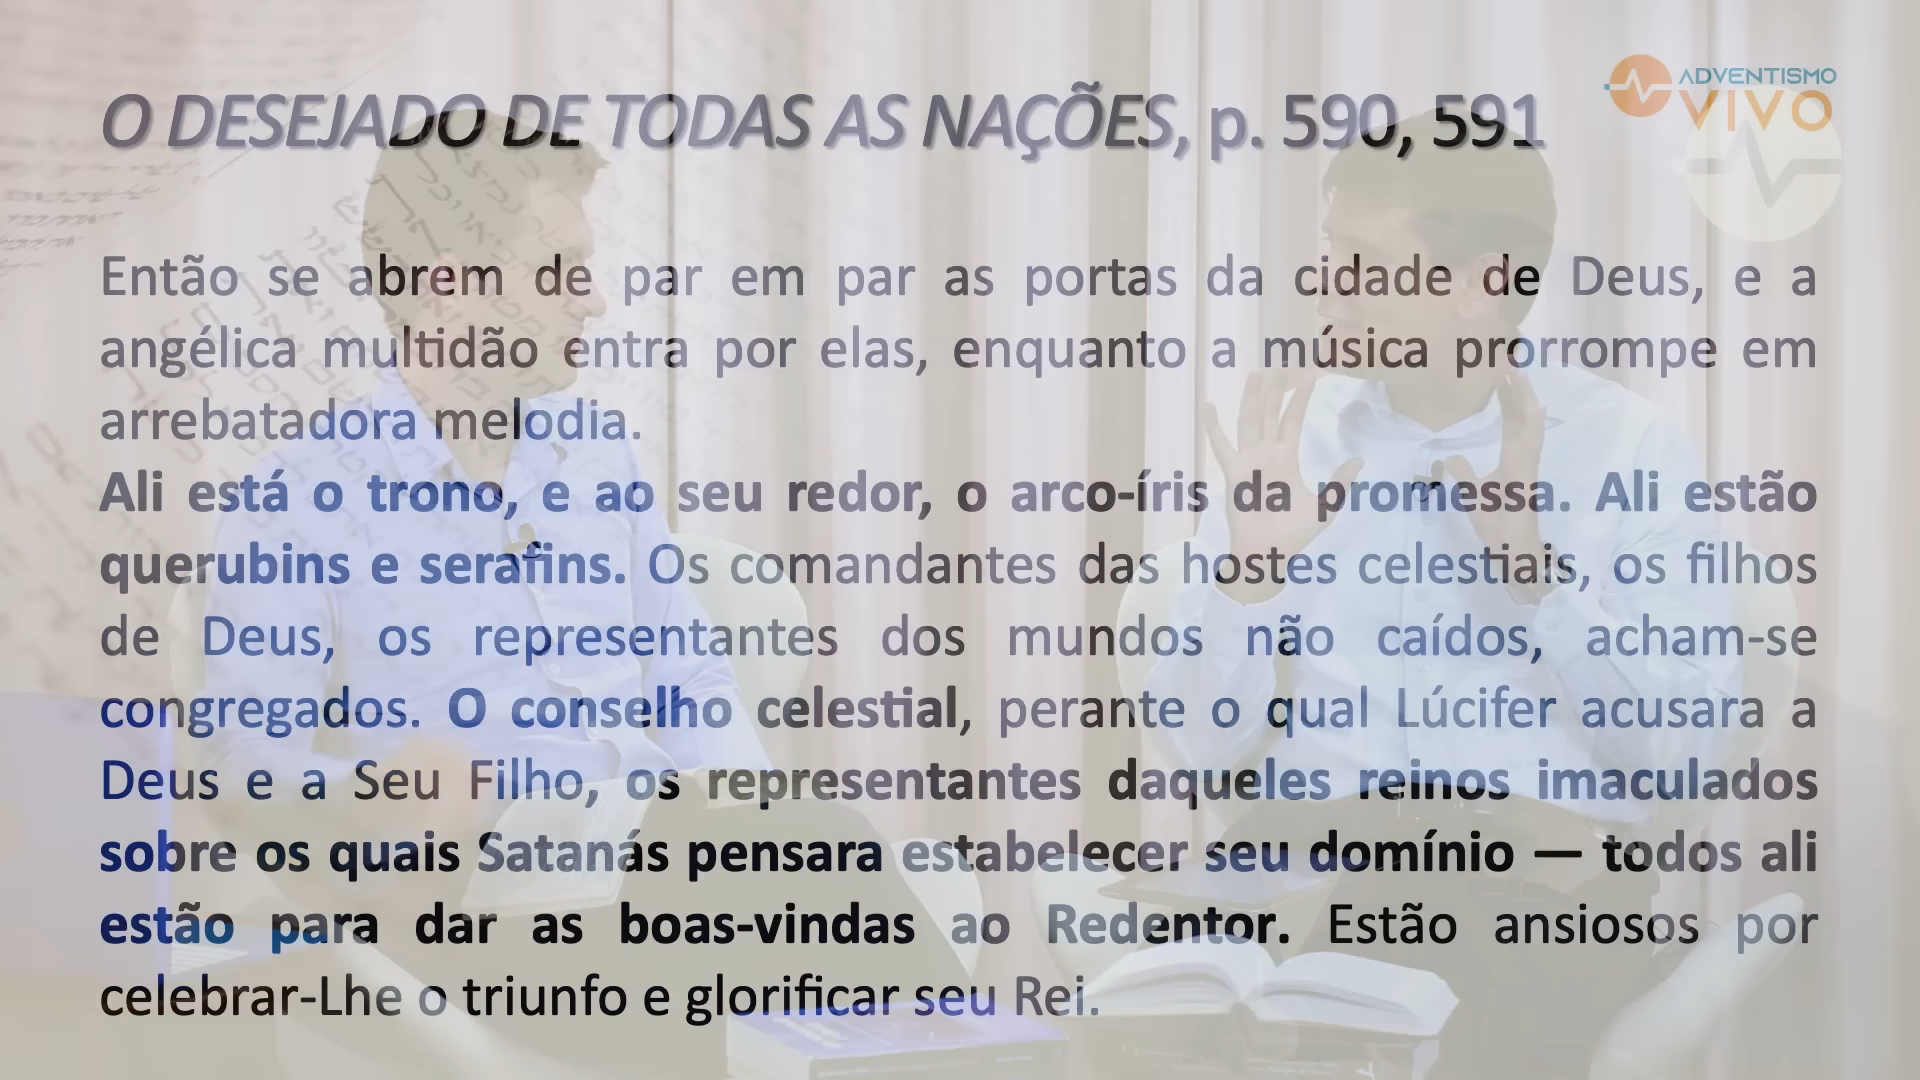 O DESEJADO DE TODAS AS NAÇÕES, p. 590, 591
ADVENTISMO
VIVO
Então se abrem de par em par as portas da cidade de Deus, e a
angélica multidão entra por elas, enquanto a música prorrompe em
arrebatadora melodia.
Ali está o trono, e ao seu redor, o arco-íris da promessa. Ali estão
querubins e serafins. Os comandantes das hostes celestiais, os filhos
de Deus, os representantes dos mundos não caídos, acham-se
congregados. O conselho celestial, perante o qual Lúcifer acusara a
Deus e a Seu Filho, os representantes daqueles reinos imaculados
sobre os quais Satanás pensara estabelecer seu domínio — todos ali
estão para dar as boas-vindas ao Redentor. Estão ansiosos por
celebrar-Lhe o triunfo e glorificar seu Rei.